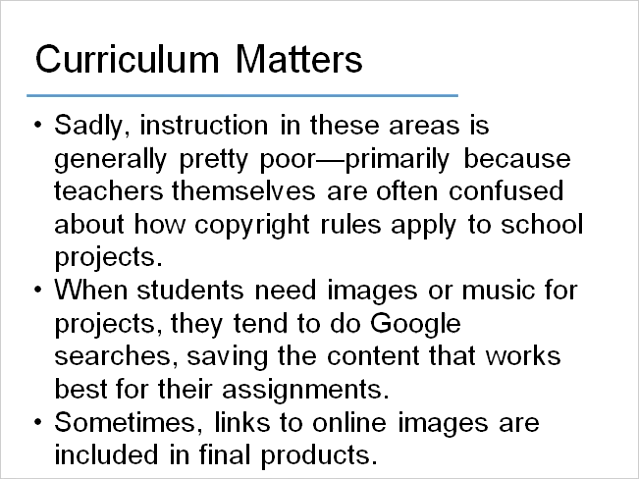 Curriculum Matters
• Sadly, instruction in these areas is
generally pretty poor—primarily because
teachers themselves are often confused
about how copyright rules apply to school
projects.
• When students need images or music for
projects, they tend to do Google
searches, saving the content that works
best for their assignments.
• Sometimes, links to online images are
included in final products.